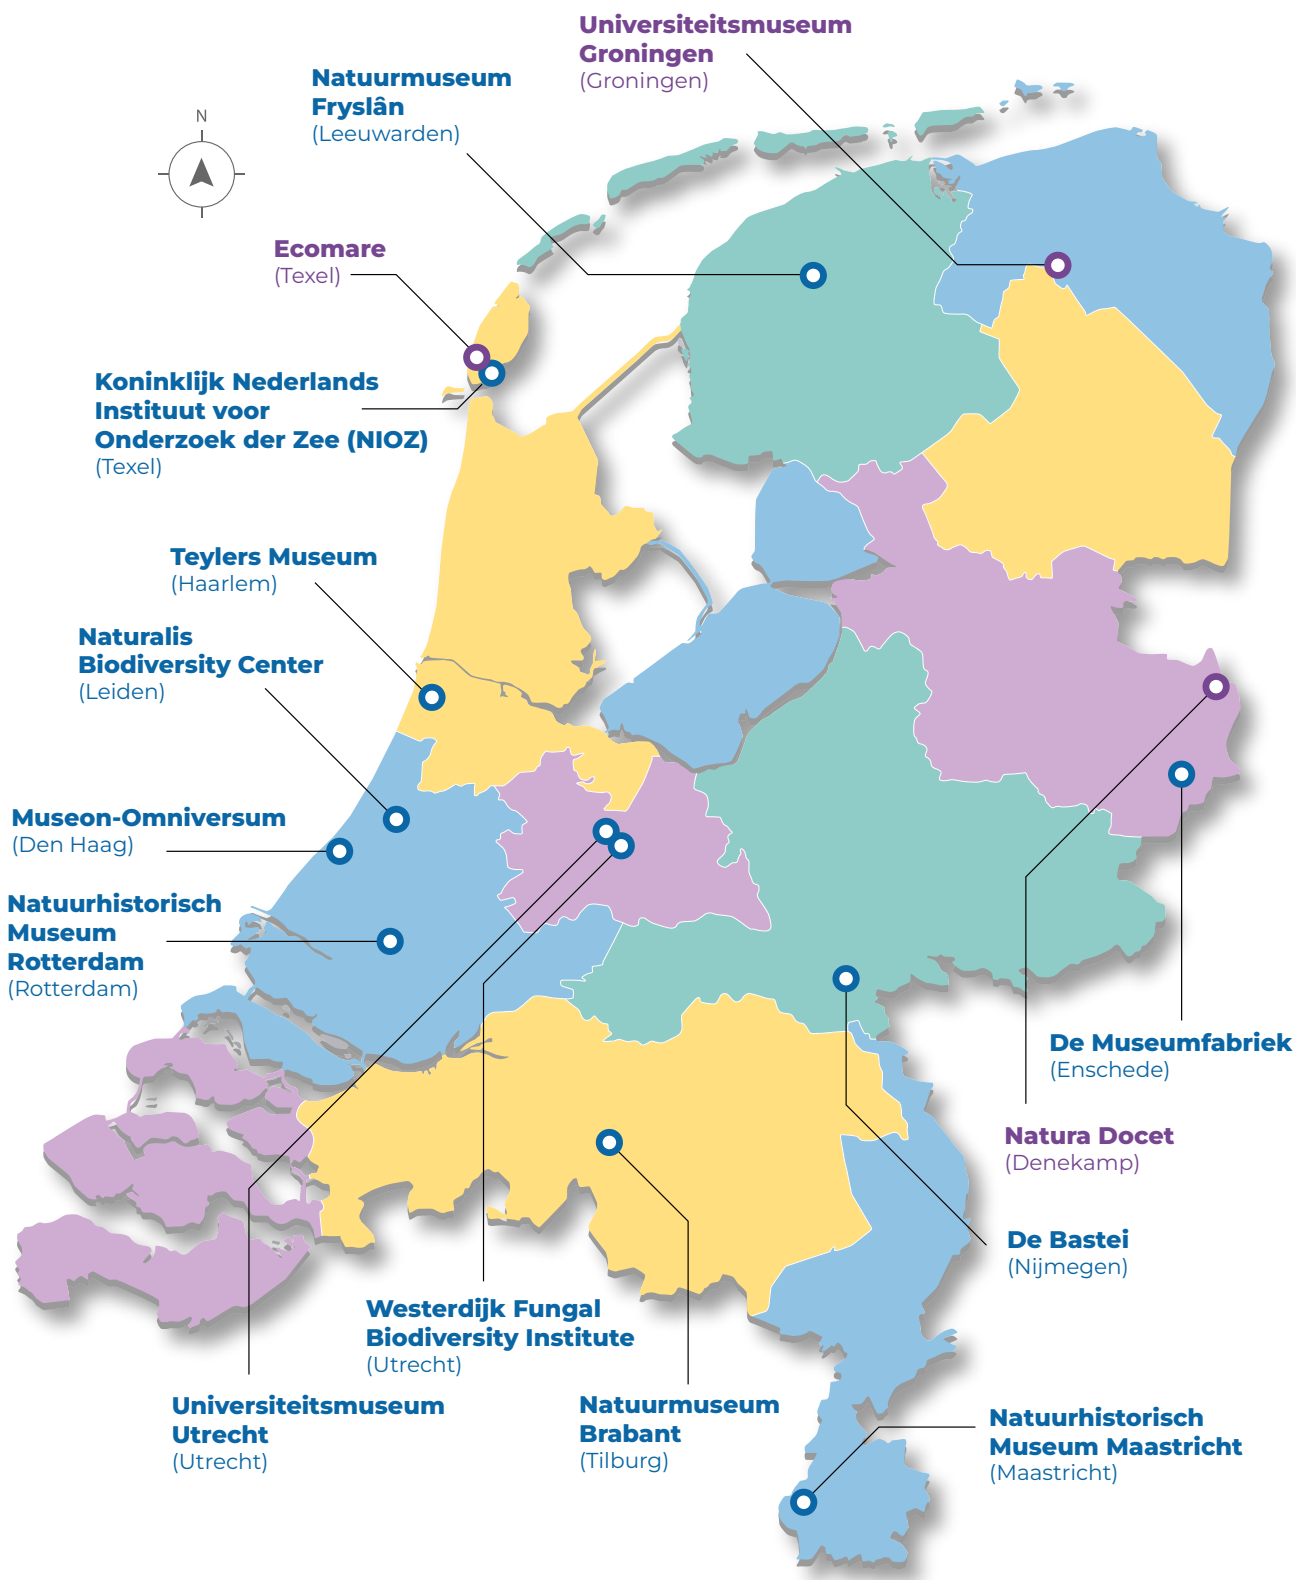 Universiteitsmuseum
Groningen
(Groningen)
Natuurmuseum
Fryslân
(Leeuwarden)
N
Ecomare
(Texel)
Koninklijk Nederlands
Instituut voor
Onderzoek der Zee (NIOZ)
(Texel)
Teylers Museum
(Haarlem)
Naturalis
Biodiversity Center
(Leiden)
Museon-Omniversum
(Den Haag)
Natuurhistorisch
Museum
Rotterdam
(Rotterdam)
De Museumfabriek
(Enschede)
Natura Docet
(Denekamp)
De Bastei
(Nijmegen)
Westerdijk Fungal
Biodiversity Institute
(Utrecht)
Universiteitsmuseum
Utrecht
(Utrecht)
Natuurmuseum
Brabant
(Tilburg)
Natuurhistorisch
Museum Maastricht
(Maastricht)